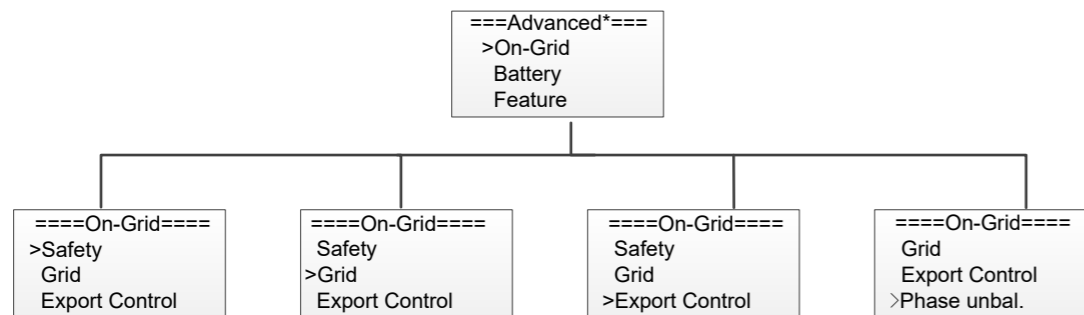 ===Advanced*===
>On-Grid
Battery
Feature
====On-Grid====
>Safety
Grid
Export Control
====On-Grid====
Safety
>Grid
Export Control
====On-Grid====
Safety
Grid
>Export Control
====On-Grid====
Grid
Export Control
>Phase unbal.